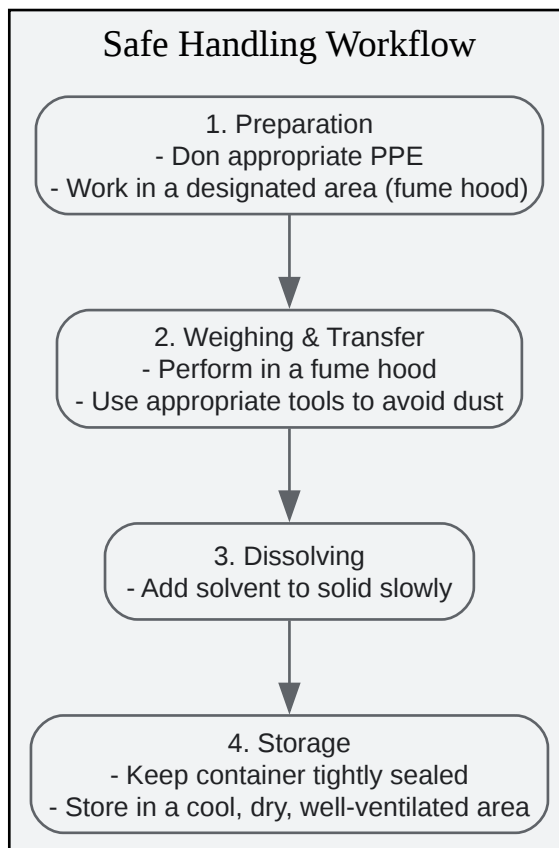 Safe Handling Workflow
1. Preparation
- Don appropriate PPE
- Work in a designated area (fume hood)
2. Weighing & Transfer
- Perform in a fume hood
- Use appropriate tools to avoid dust
3. Dissolving
- Add solvent to solid slowly
4. Storage
- Keep container tightly sealed
- Store in a cool, dry, well-ventilated area